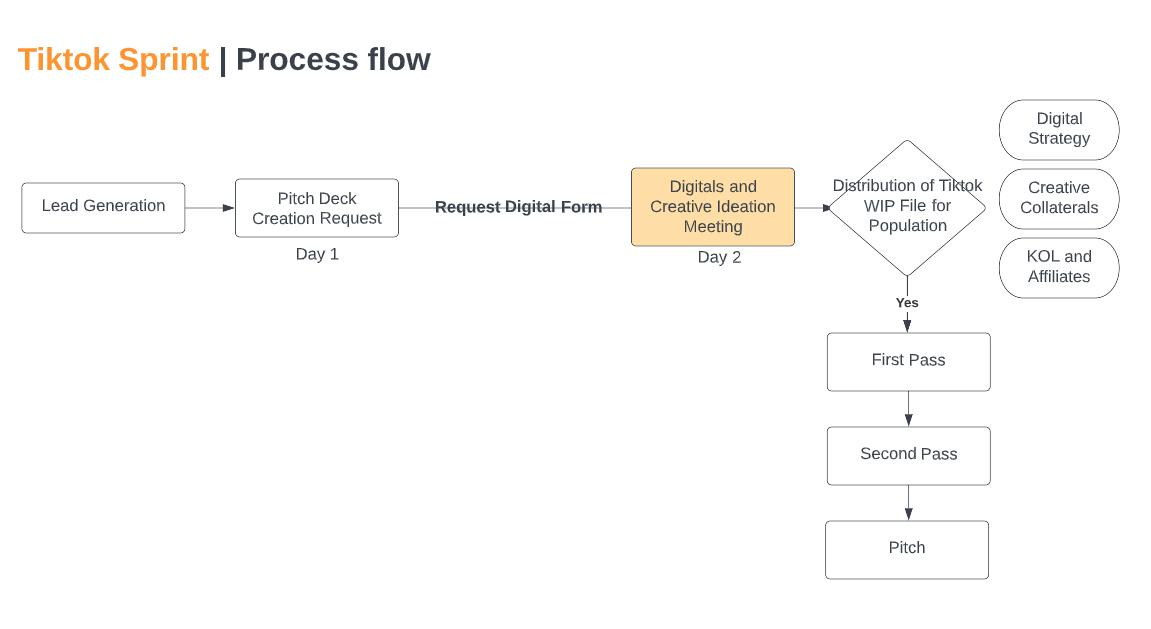 Tiktok Sprint | Process flow
Lead Generation
Pitch Deck
Creation Request
Day 1
Request Digital Form
Digitals and
Creative Ideation
Meeting
Day 2
Distribution of Tiktok
WIP File for
Population
Digital
Strategy
Creative
Collaterals
KOL and
Affiliates
Yes
First Pass
Second Pass
Pitch